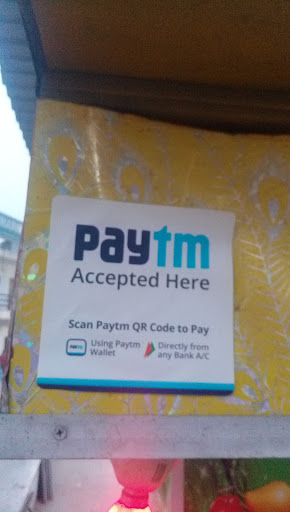 paytm
Accepted Here
Scan Paytm QR Code to Pay
Using Paytm Wallet
Directly from any Bank A/C